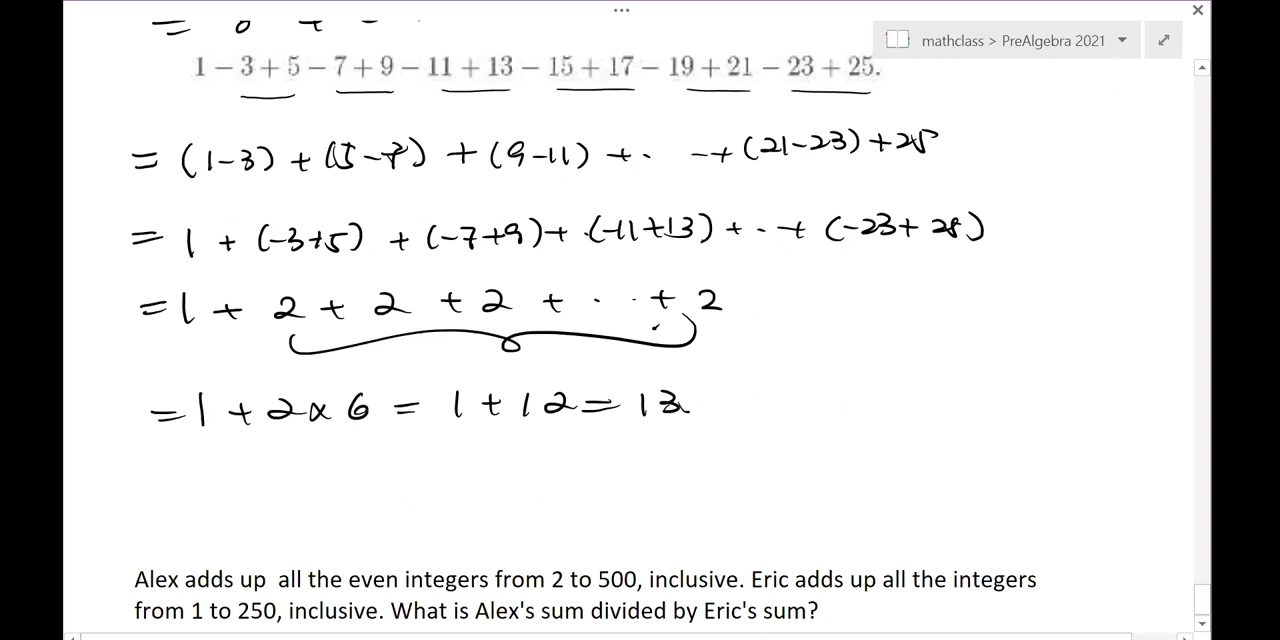 mathclass > PreAlgebra 2021
1 − 3 + 5 − 7 + 9 − 11 + 13 − 15 + 17 − 19 + 21 − 23 + 25.
= (1-3) + (5-7) + (9-11) + · -+ (21-23) + 25
= 1 + (-3+5) + (-7+9) + (-11+13) + · · + (-23+25)
= 1 + 2 + 2 + 2 + · · + 2
= 1 + 2 × 6 = 1 + 12 = 13
Alex adds up all the even integers from 2 to 500, inclusive. Eric adds up all the integers
from 1 to 250, inclusive. What is Alex's sum divided by Eric's sum?